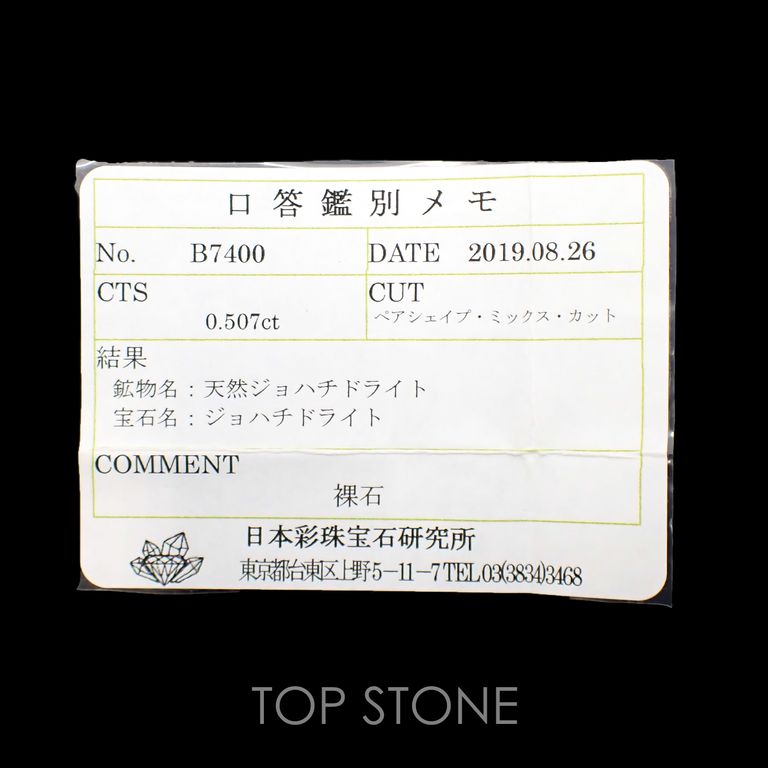 口答鑑別メモ
No. B7400 DATE 2019.08.26
CTS CUT
0.507ct ペアシェイプ・ミックス・カット
結果
鉱物名：天然ジョハチドライト
宝石名：ジョハチドライト
COMMENT
裸石
日本彩珠宝石研究所
東京都台東区上野5-11-7 TEL 03(3834)3468
TOP STONE